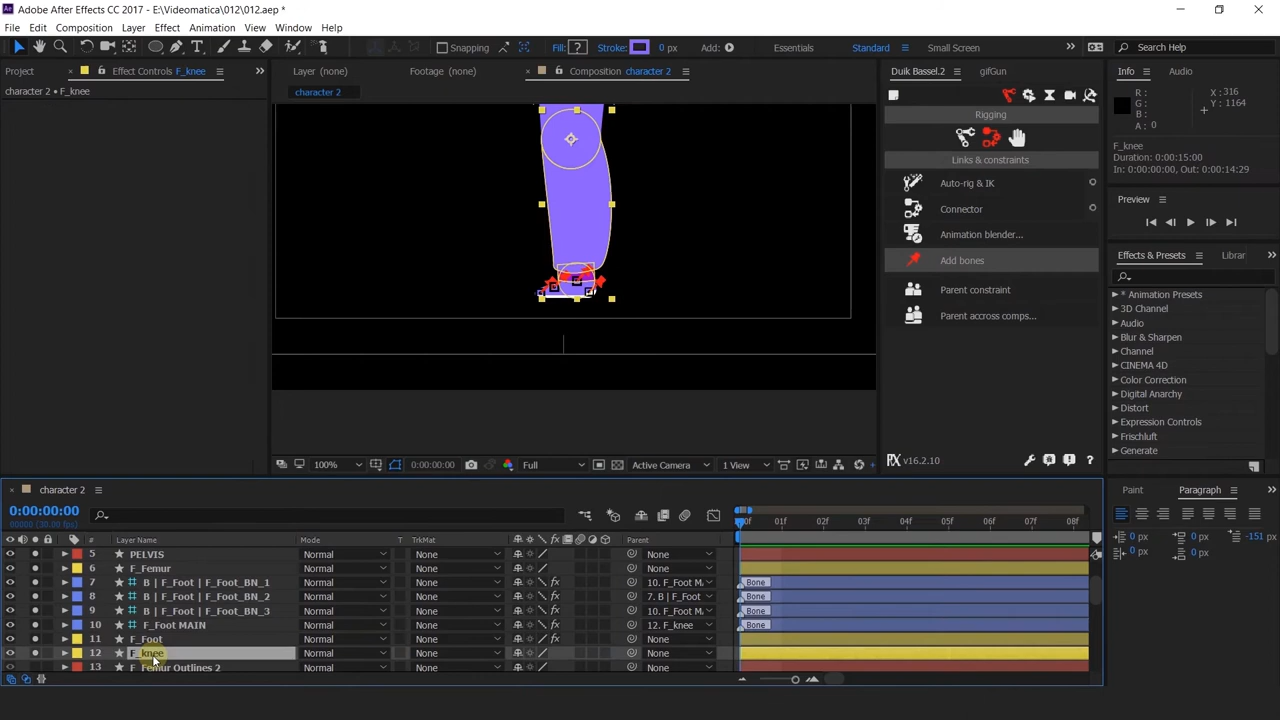 Adobe After Effects CC 2017 - E:\Videomatica\012\012.aep *
File Edit Composition Layer Effect Animation View Window Help
Snapping Fill: ? Stroke: 0 px Add: Essentials Standard Small Screen Search Help
Project Effect Controls F_knee Layer (none) Footage (none) Composition character 2 Duik Bassel.2 gifGun Info Audio
character 2 • F_knee
character 2
R: X: 316
G: Y: 1164
B:
A: 0
F_knee
Duration: 0:00:15:00
In: 0:00:00:00, Out: 0:00:14:29
Rigging
Links & constraints
Auto-rig & IK
Connector
Animation blender...
Add bones
Parent constraint
Parent accross comps...
v16.2.10
Preview
Effects & Presets Librar
* Animation Presets
3D Channel
Audio
Blur & Sharpen
Channel
CINEMA 4D
Color Correction
Digital Anarchy
Distort
Expression Controls
Frischluft
Generate
100% 0:00:00:00 Full Active Camera 1 View
character 2
0:00:00:00
00000 (30.00 fps)
# Layer Name Mode T TrkMat Parent
0f 01f 02f 03f 04f 05f 06f 07f 08f
5 PELVIS Normal None None
6 F_Femur Normal None None
7 B | F_Foot | F_Foot_BN_1 Normal None 10. F_Foot M Bone
8 B | F_Foot | F_Foot_BN_2 Normal None 7. B | F_Foot Bone
9 B | F_Foot | F_Foot_BN_3 Normal None 10. F_Foot M Bone
10 F_Foot MAIN Normal None 12. F_knee Bone
11 F_Foot Normal None None
12 F_knee Normal None None
13 F_Femur Outlines 2 Normal None None
Paint Paragraph
0 px 0 px -151 px
0 px 0 px